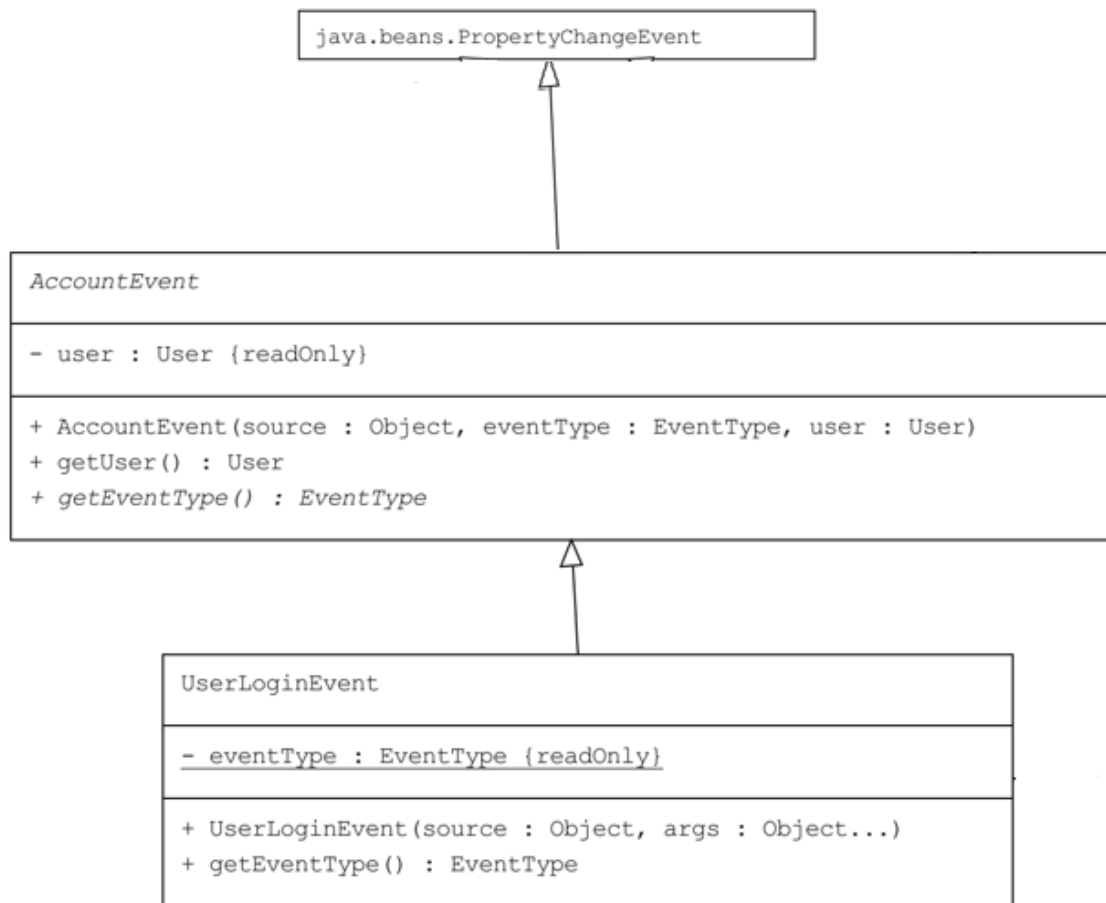 java.beans.PropertyChangeEvent
AccountEvent
- user : User {readOnly}
+ AccountEvent(source : Object, eventType : EventType, user : User)
+ getUser() : User
+ getEventType() : EventType
UserLoginEvent
- eventType : EventType {readOnly}
+ UserLoginEvent(source : Object, args : Object...)
+ getEventType() : EventType